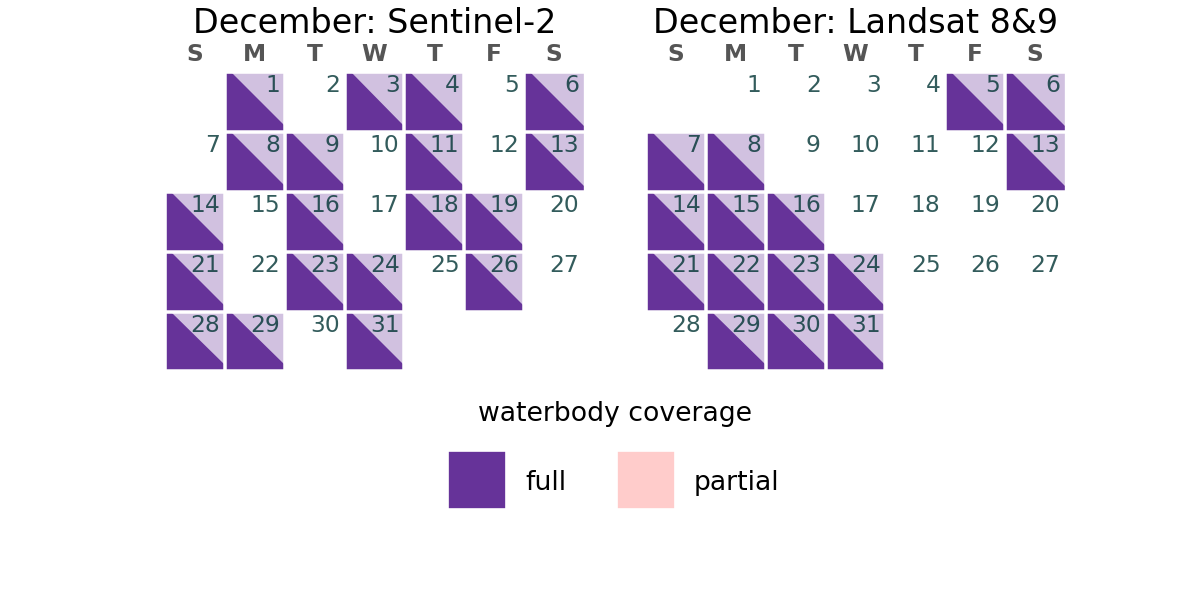 December: Sentinel-2
S M T W T F S
1 2 3 4 5 6
7 8 9 10 11 12 13
14 15 16 17 18 19 20
21 22 23 24 25 26 27
28 29 30 31
December: Landsat 8&9
S M T W T F S
1 2 3 4 5 6
7 8 9 10 11 12 13
14 15 16 17 18 19 20
21 22 23 24 25 26 27
28 29 30 31
waterbody coverage
full partial